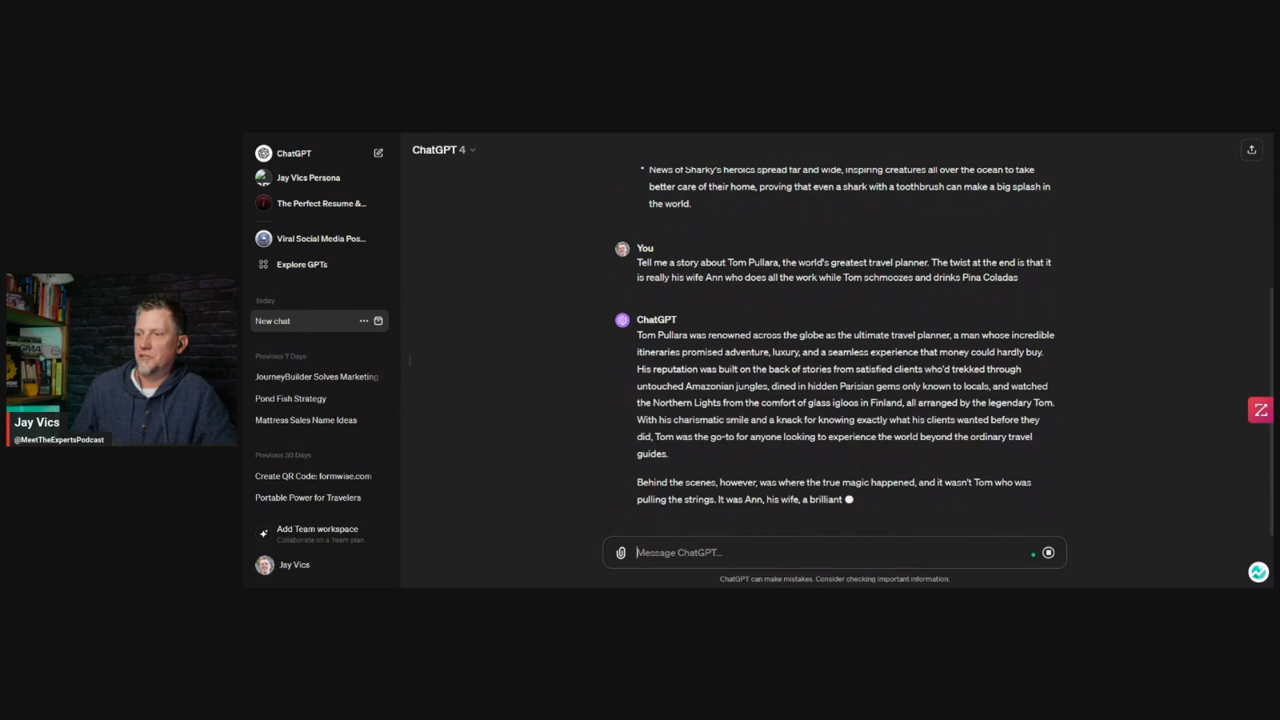 Jay Vics
@MeetTheExpertsPodcast
ChatGPT
Jay Vics Persona
The Perfect Resume &...
Viral Social Media Pos...
Explore GPTs
Today
New chat
Previous 7 Days
JourneyBuilder Solves Marketing
Pond Fish Strategy
Mattress Sales Name Ideas
Previous 30 Days
Create QR Code: formwise.com
Portable Power for Travelers
Add Team workspace
Collaborate on a Team plan
Jay Vics
ChatGPT 4
• News of Sharky's heroics spread far and wide, inspiring creatures all over the ocean to take
better care of their home, proving that even a shark with a toothbrush can make a big splash in
the world.
You
Tell me a story about Tom Pullara, the world's greatest travel planner. The twist at the end is that it
is really his wife Ann who does all the work while Tom schmoozes and drinks Pina Coladas
ChatGPT
Tom Pullara was renowned across the globe as the ultimate travel planner, a man whose incredible
itineraries promised adventure, luxury, and a seamless experience that money could hardly buy.
His reputation was built on the back of stories from satisfied clients who'd trekked through
untouched Amazonian jungles, dined in hidden Parisian gems only known to locals, and watched
the Northern Lights from the comfort of glass igloos in Finland, all arranged by the legendary Tom.
With his charismatic smile and a knack for knowing exactly what his clients wanted before they
did, Tom was the go-to for anyone looking to experience the world beyond the ordinary travel
guides.
Behind the scenes, however, was where the true magic happened, and it wasn't Tom who was
pulling the strings. It was Ann, his wife, a brilliant
Message ChatGPT...
ChatGPT can make mistakes. Consider checking important information.